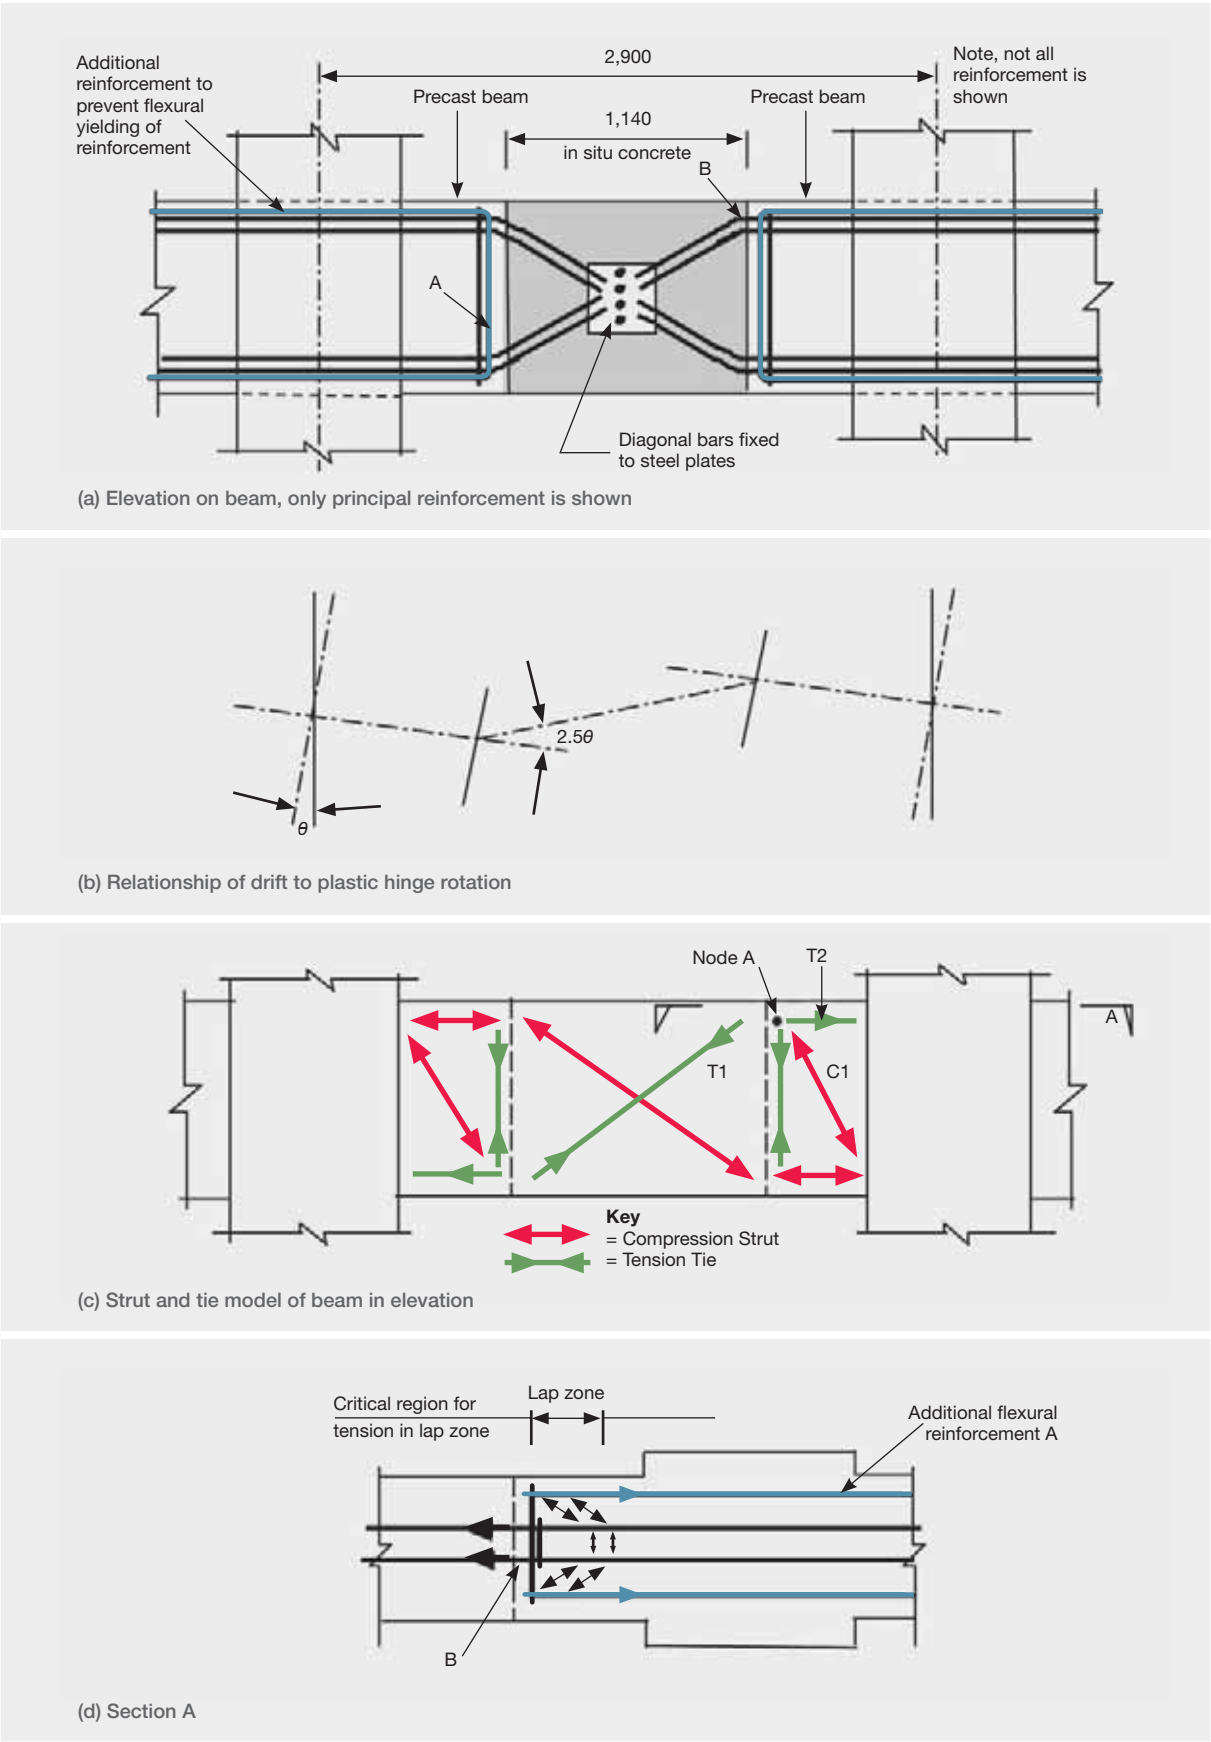 Additional
reinforcement to
prevent flexural
yielding of
reinforcement
2,900
Note, not all
reinforcement is
shown
Precast beam
Precast beam
1,140
in situ concrete
B
A
Diagonal bars fixed
to steel plates
(a) Elevation on beam, only principal reinforcement is shown
2.5θ
θ
(b) Relationship of drift to plastic hinge rotation
Node A
T2
A
T1
C1
Key
= Compression Strut
= Tension Tie
(c) Strut and tie model of beam in elevation
Lap zone
Critical region for
tension in lap zone
Additional flexural
reinforcement A
B
(d) Section A